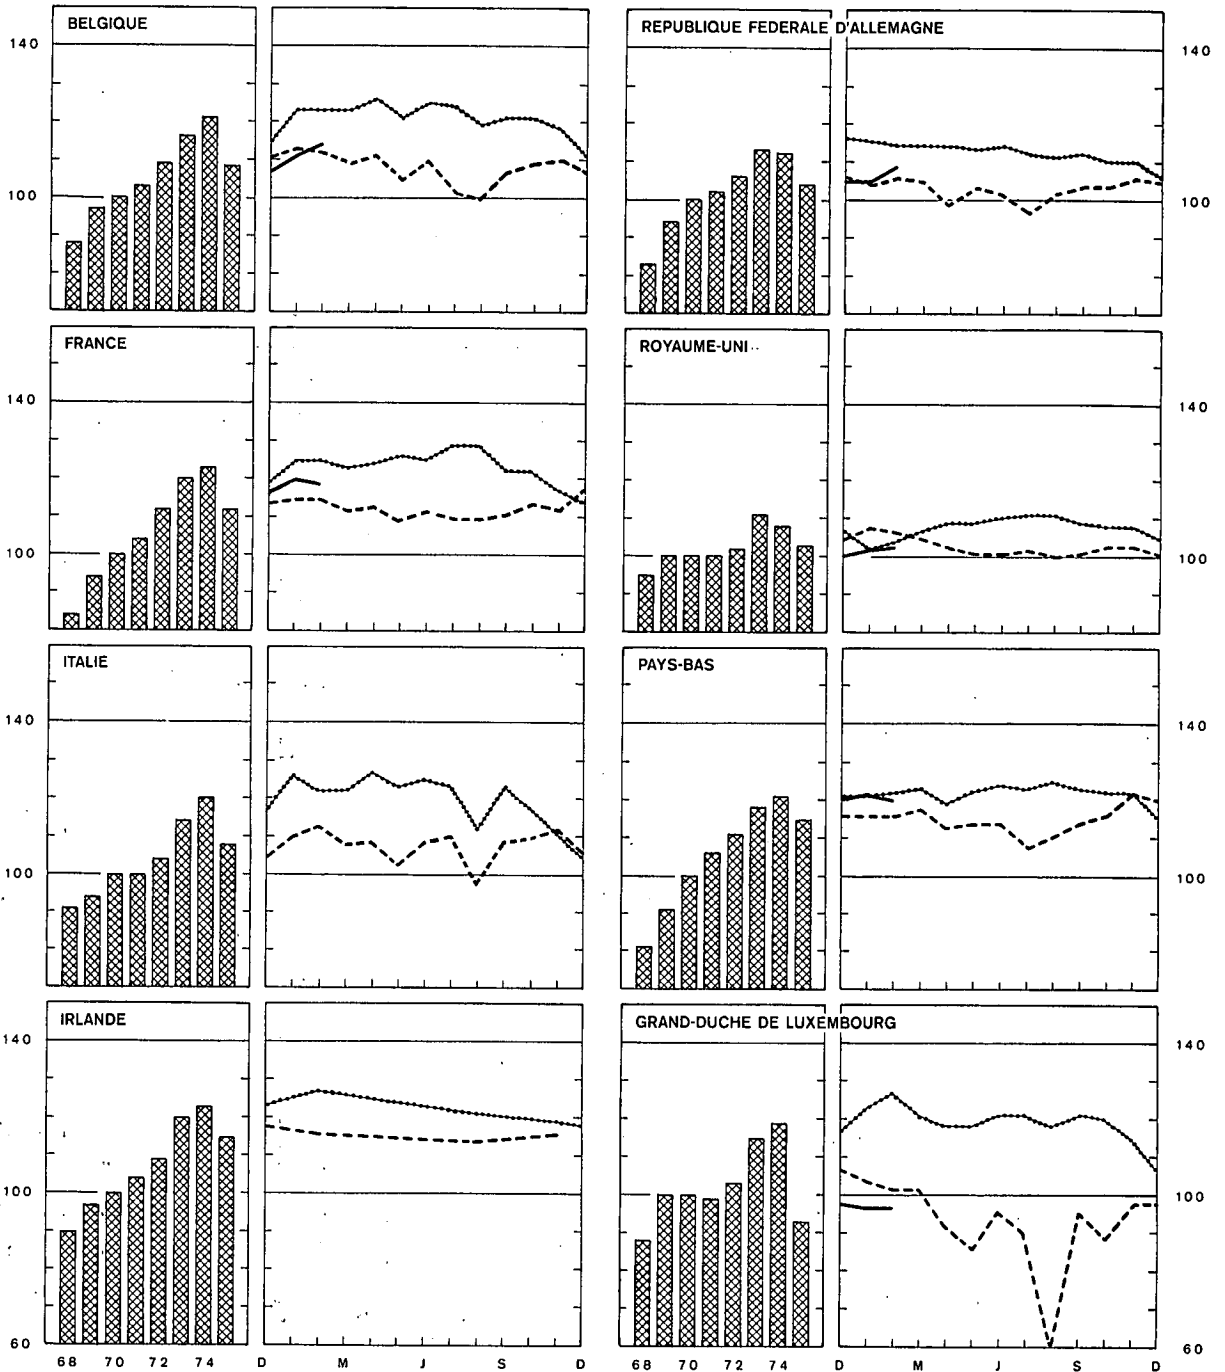 BELGIQUE
REPUBLIQUE FEDERALE D'ALLEMAGNE
140
140
100
100
FRANCE
ROYAUME-UNI
140
140
100
100
ITALIE
PAYS-BAS
140
140
100
100
IRLANDE
GRAND-DUCHE DE LUXEMBOURG
140
140
100
100
60
60
68 70 72 74 D M J S D 68 70 72 74 D M J S D